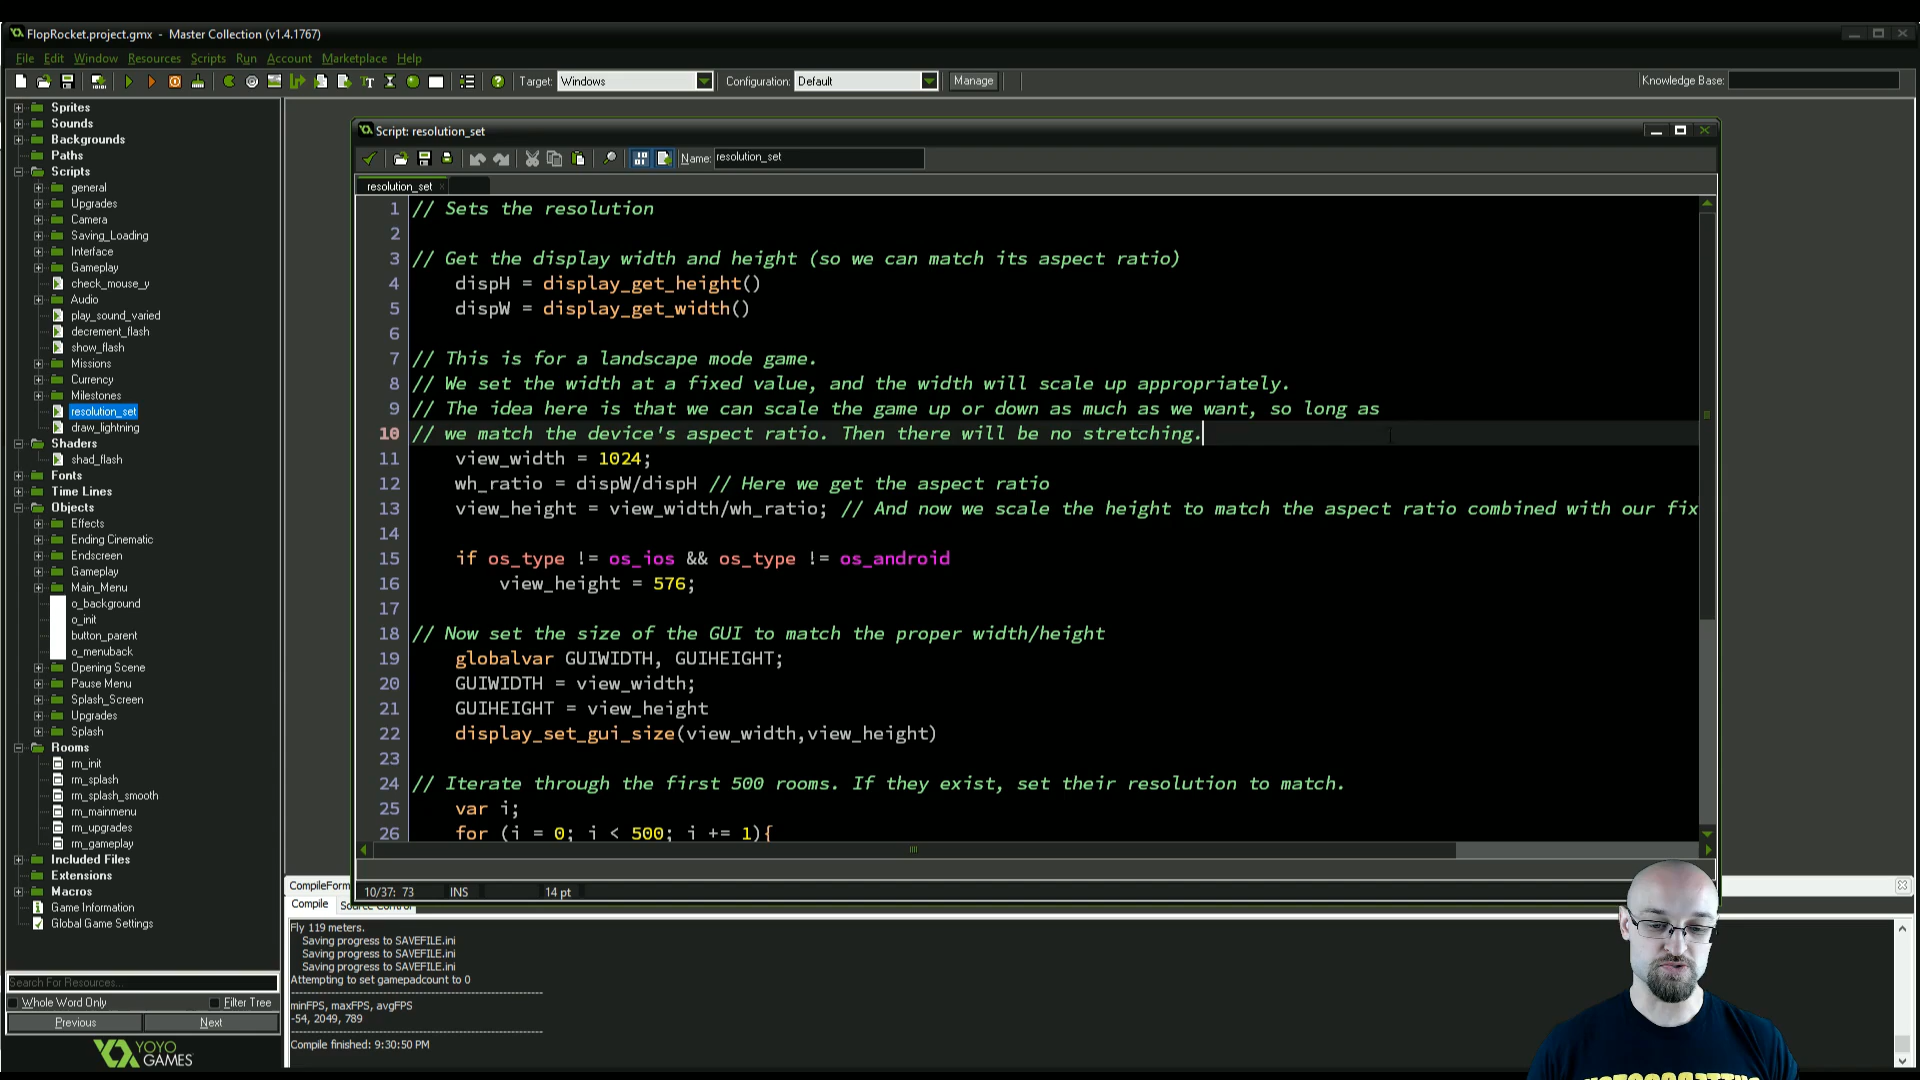 FlopRocket.project.gmx - Master Collection (v1.4.1767)
File Edit Window Resources Scripts Run Account Marketplace Help
Target: Windows Configuration: Default Manage Knowledge Base:
Sprites
Sounds
Backgrounds
Paths
Scripts
general
Upgrades
Camera
Saving_Loading
Interface
Gameplay
check_mouse_y
Audio
play_sound_varied
decrement_flash
show_flash
Missions
Currency
Milestones
resolution_set
draw_lightning
Shaders
shad_flash
Fonts
Time Lines
Objects
Effects
Ending Cinematic
Endscreen
Gameplay
Main_Menu
o_background
o_init
button_parent
o_menuback
Opening Scene
Pause Menu
Splash_Screen
Upgrades
Splash
Rooms
rm_init
rm_splash
rm_splash_smooth
rm_mainmenu
rm_upgrades
rm_gameplay
Included Files
Extensions
Macros
Game Information
Global Game Settings
Search For Resources...
Whole Word Only Filter Tree
Previous Next
YOYO
GAMES
Script: resolution_set
Name: resolution_set
resolution_set
1 // Sets the resolution
2
3 // Get the display width and height (so we can match its aspect ratio)
4 dispH = display_get_height()
5 dispW = display_get_width()
6
7 // This is for a landscape mode game.
8 // We set the width at a fixed value, and the width will scale up appropriately.
9 // The idea here is that we can scale the game up or down as much as we want, so long as
10 // we match the device's aspect ratio. Then there will be no stretching.
11 view_width = 1024;
12 wh_ratio = dispW/dispH // Here we get the aspect ratio
13 view_height = view_width/wh_ratio; // And now we scale the height to match the aspect ratio combined with our fix
14
15 if os_type != os_ios && os_type != os_android
16 view_height = 576;
17
18 // Now set the size of the GUI to match the proper width/height
19 globalvar GUIWIDTH, GUIHEIGHT;
20 GUIWIDTH = view_width;
21 GUIHEIGHT = view_height
22 display_set_gui_size(view_width,view_height)
23
24 // Iterate through the first 500 rooms. If they exist, set their resolution to match.
25 var i;
26 for (i = 0; i < 500; i += 1){
10/37: 73 INS 14 pt
CompileForm
Compile Source Control
Fly 119 meters.
Saving progress to SAVEFILE.ini
Saving progress to SAVEFILE.ini
Saving progress to SAVEFILE.ini
Attempting to set gamepadcount to 0
minFPS, maxFPS, avgFPS
-54, 2049, 789
Compile finished: 9:30:50 PM